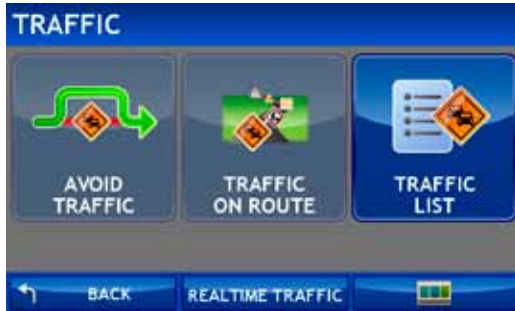 TRAFFIC
AVOID
TRAFFIC
TRAFFIC
ON ROUTE
TRAFFIC
LIST
BACK
REALTIME TRAFFIC